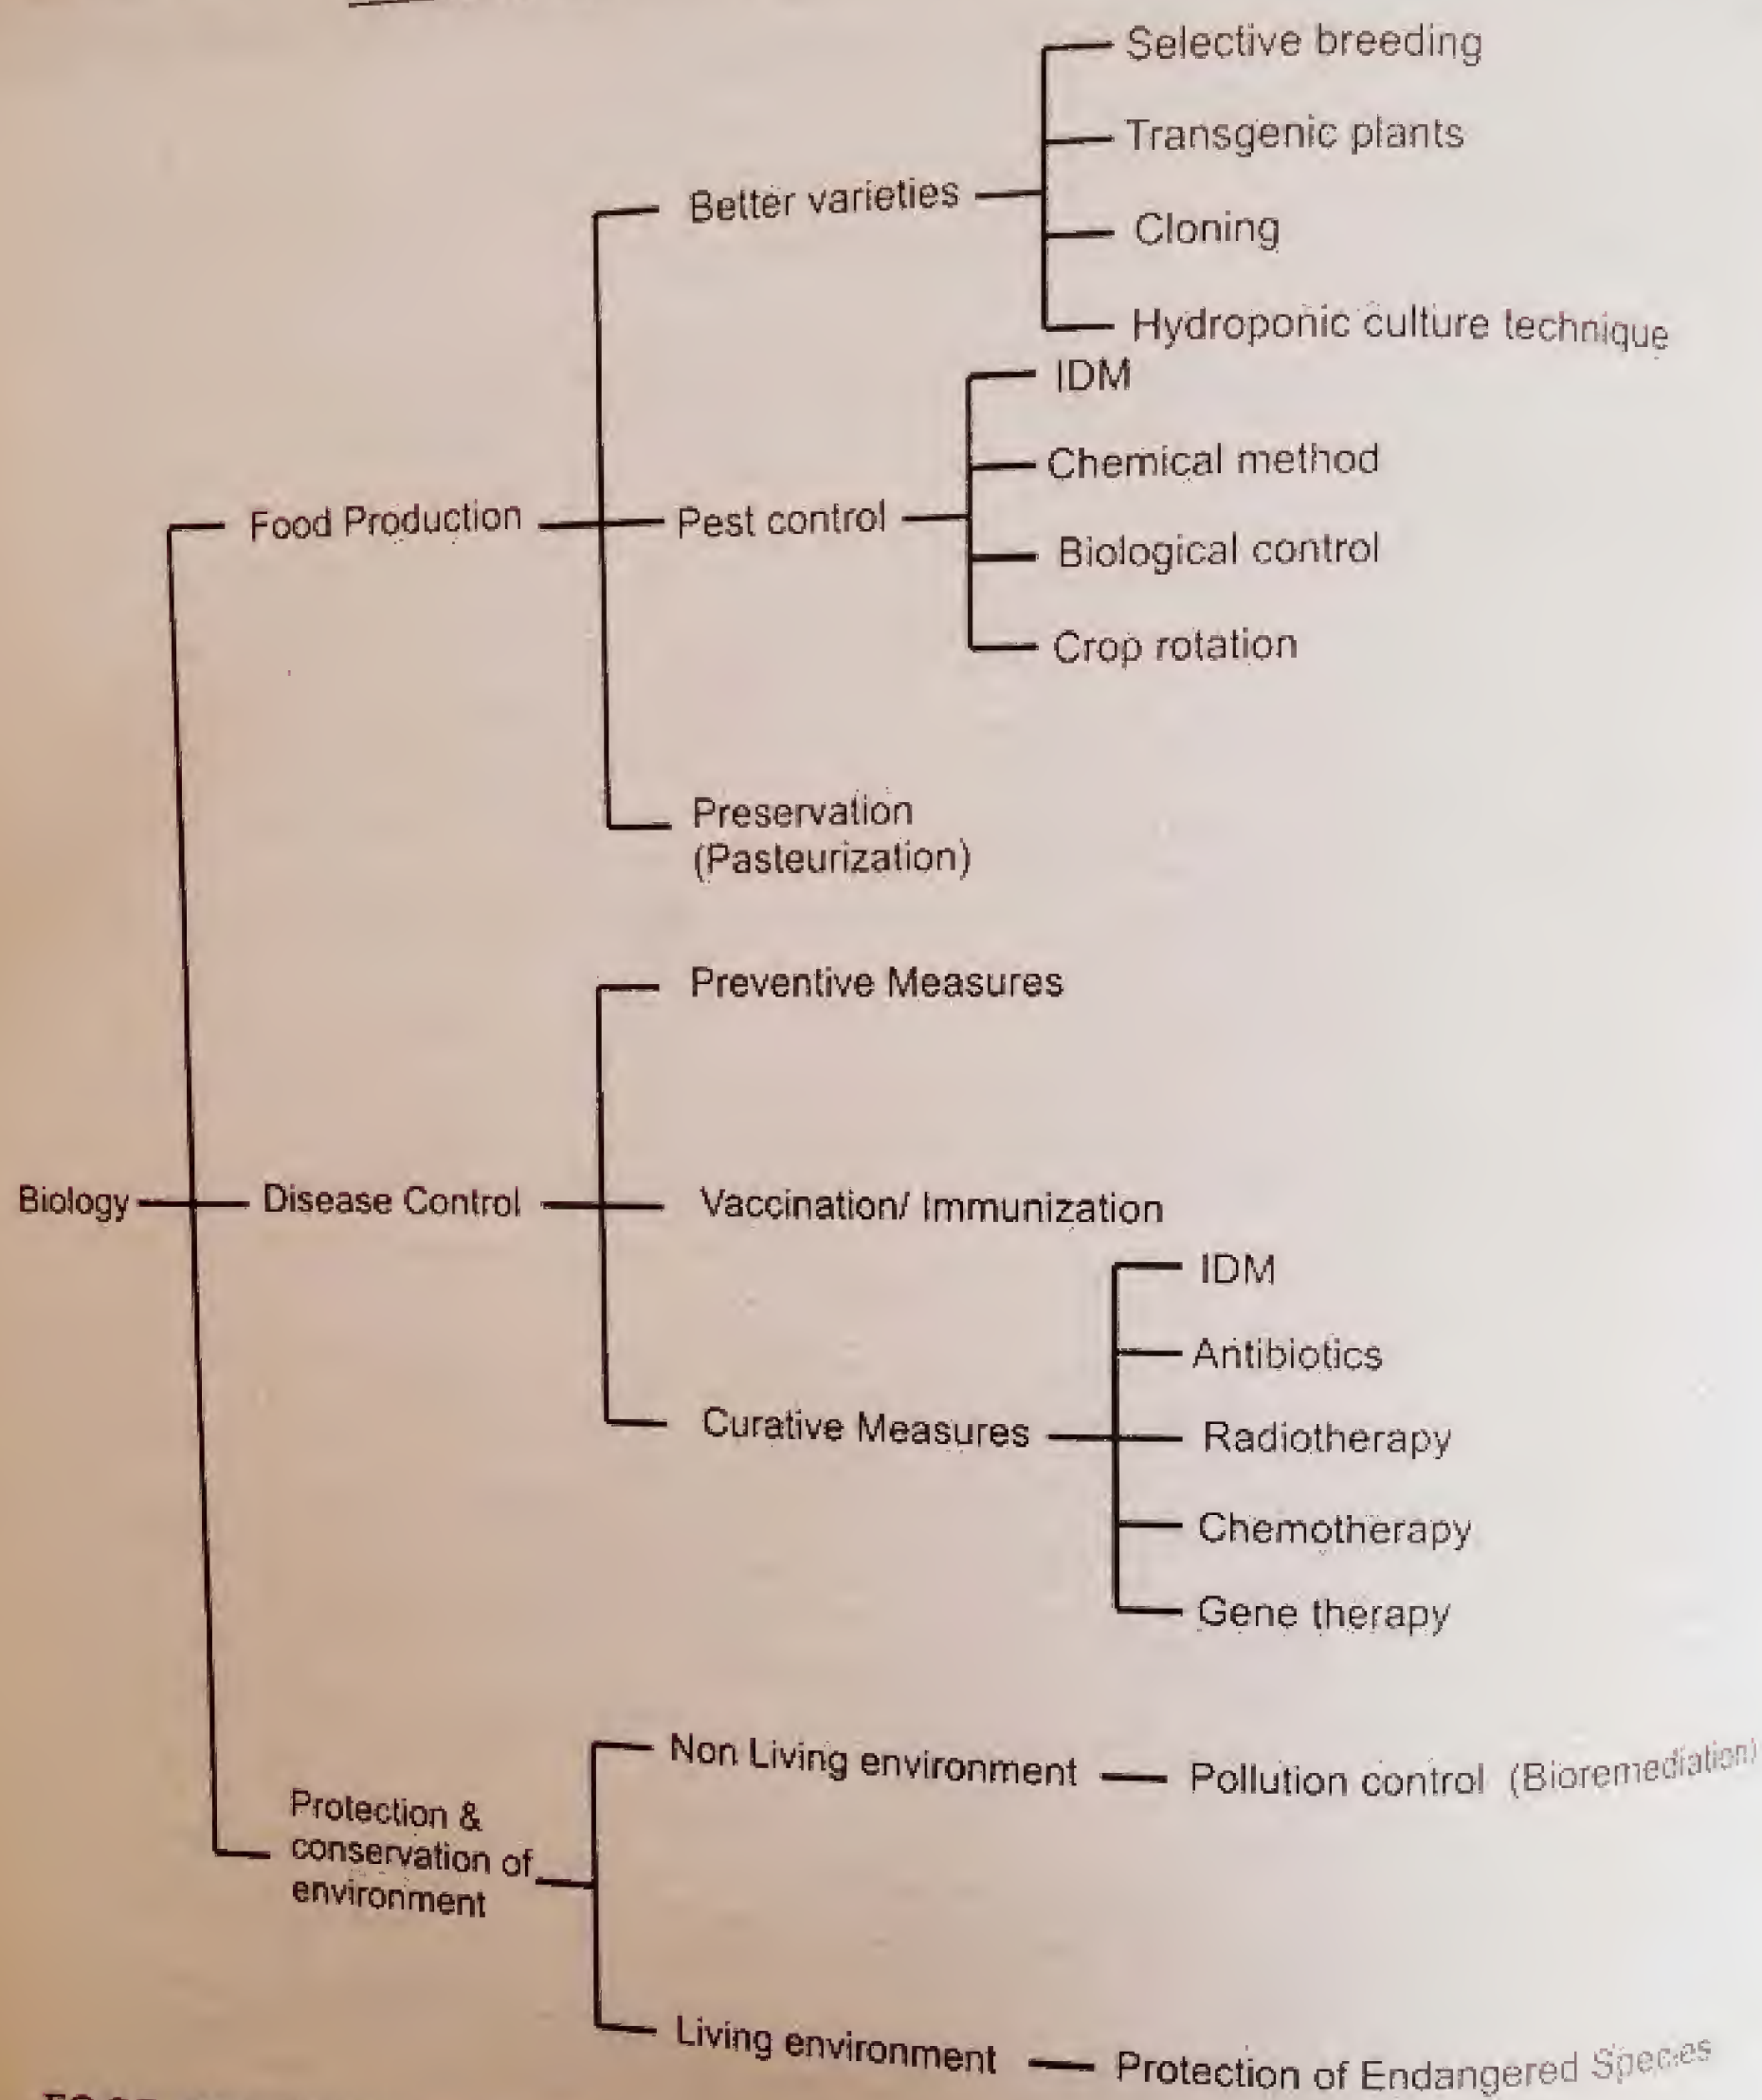 Selective breeding
Transgenic plants
Better varieties
Cloning
Hydroponic culture technique
IDM
Chemical method
Food Production
Pest control
Biological control
Crop rotation
Preservation
(Pasteurization)
Preventive Measures
Biology
Disease Control
Vaccination/ Immunization
IDM
Antibiotics
Curative Measures
Radiotherapy
Chemotherapy
Gene therapy
Non Living environment
Pollution control (Bioremediation)
Protection &
conservation of
environment
Living environment
Protection of Endangered Species